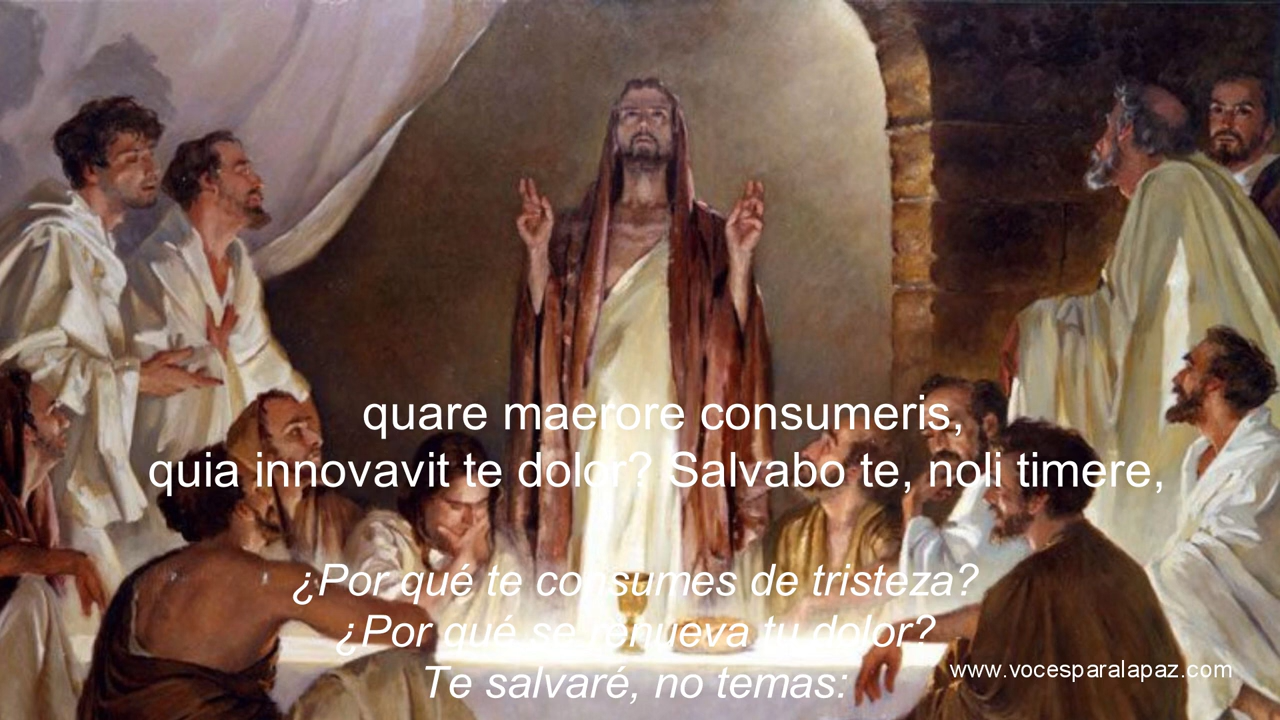 quare maerore consumeris,
quia innovavit te dolor? Salvabo te, noli timere,
¿Por qué te consumes de tristeza?
¿Por qué se renueva tu dolor?
Te salvaré, no temas:
www.vocesparalapaz.com